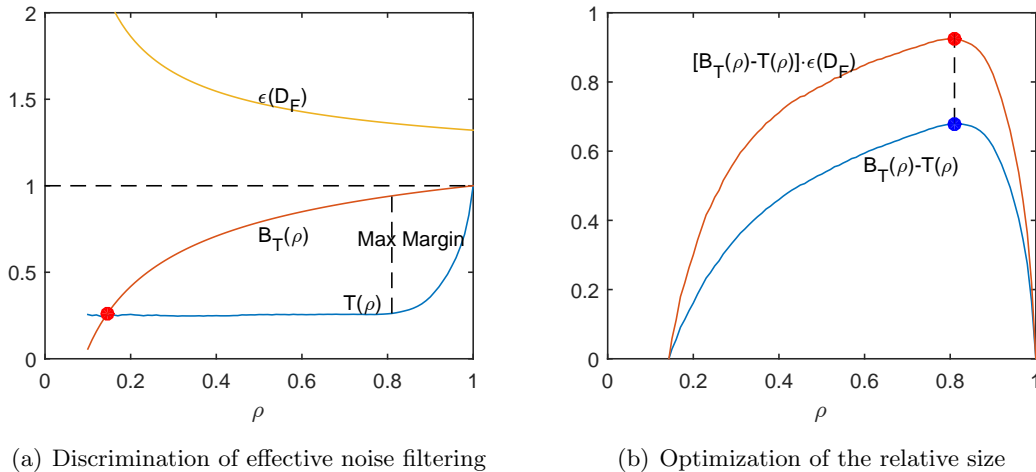 2
1.5
1
0.5
0
ϵ(D_F)
B_T(ρ)
Max Margin
T(ρ)
0 0.2 0.4 0.6 0.8 1
ρ
(a) Discrimination of effective noise filtering
1
0.8
0.6
0.4
0.2
0
[B_T(ρ)-T(ρ)]·ϵ(D_F)
B_T(ρ)-T(ρ)
0 0.2 0.4 0.6 0.8 1
ρ
(b) Optimization of the relative size